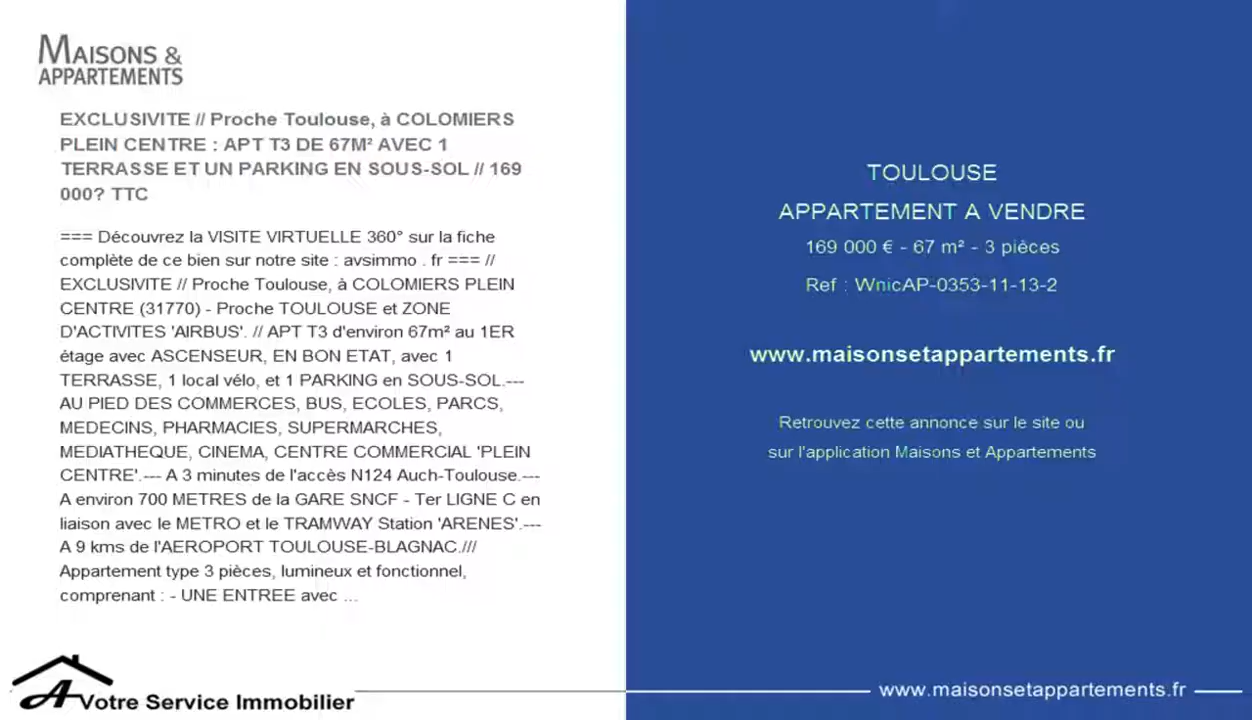 MAISONS &
APPARTEMENTS
EXCLUSIVITE // Proche Toulouse, à COLOMIERS
PLEIN CENTRE : APT T3 DE 67M² AVEC 1
TERRASSE ET UN PARKING EN SOUS-SOL // 169
000? TTC
=== Découvrez la VISITE VIRTUELLE 360° sur la fiche
complète de ce bien sur notre site : avsimmo . fr === //
EXCLUSIVITE // Proche Toulouse, à COLOMIERS PLEIN
CENTRE (31770) - Proche TOULOUSE et ZONE
D'ACTIVITES 'AIRBUS'. // APT T3 d'environ 67m² au 1ER
étage avec ASCENSEUR, EN BON ETAT, avec 1
TERRASSE, 1 local vélo, et 1 PARKING en SOUS-SOL.---
AU PIED DES COMMERCES, BUS, ECOLES, PARCS,
MEDECINS, PHARMACIES, SUPERMARCHES,
MEDIATHEQUE, CINEMA, CENTRE COMMERCIAL 'PLEIN
CENTRE'.--- A 3 minutes de l'accès N124 Auch-Toulouse.---
A environ 700 METRES de la GARE SNCF - Ter LIGNE C en
liaison avec le METRO et le TRAMWAY Station 'ARENES'.---
A 9 kms de l'AEROPORT TOULOUSE-BLAGNAC.///
Appartement type 3 pièces, lumineux et fonctionnel,
comprenant : - UNE ENTREE avec ...
A Votre Service Immobilier
TOULOUSE
APPARTEMENT A VENDRE
169 000 € - 67 m² - 3 pièces
Ref : WnicAP-0353-11-13-2
www.maisonsetappartements.fr
Retrouvez cette annonce sur le site ou
sur l'application Maisons et Appartements
www.maisonsetappartements.fr